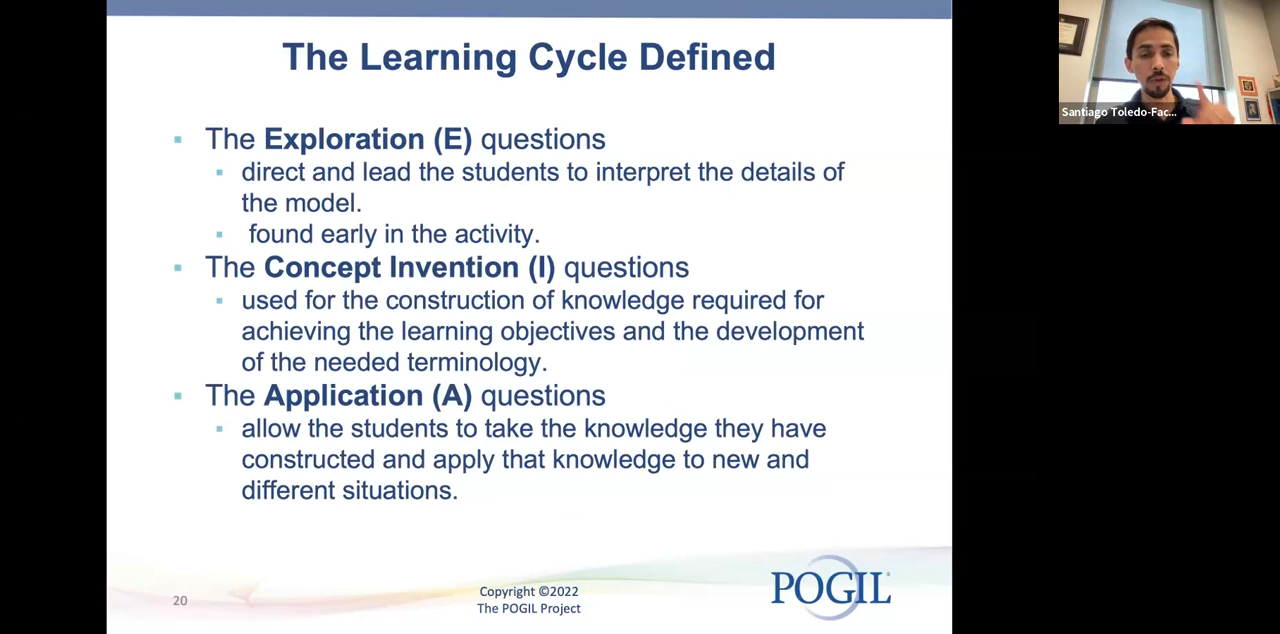 The Learning Cycle Defined
Santiago Toledo-Fac...
▪ The Exploration (E) questions
▪ direct and lead the students to interpret the details of
the model.
▪ found early in the activity.
▪ The Concept Invention (I) questions
▪ used for the construction of knowledge required for
achieving the learning objectives and the development
of the needed terminology.
▪ The Application (A) questions
▪ allow the students to take the knowledge they have
constructed and apply that knowledge to new and
different situations.
20
Copyright ©2022
The POGIL Project
POGIL